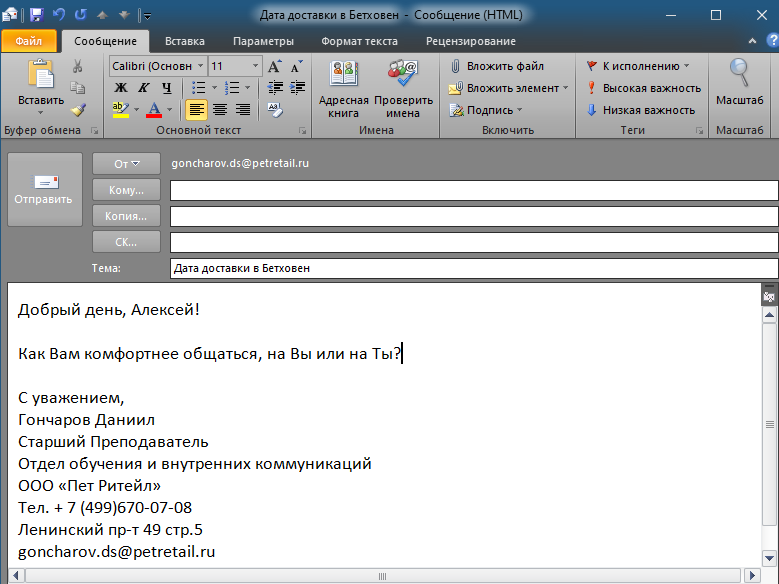 Дата доставки в Бетховен - Сообщение (HTML)
Файл
Сообщение
Вставка
Параметры
Формат текста
Рецензирование
Вставить
Буфер обмена
Calibri (Основн
11
Ж К Ч
Основной текст
Адресная книга
Проверить имена
Имена
Вложить файл
Вложить элемент
Подпись
Включить
К исполнению
Высокая важность
Низкая важность
Теги
Масштаб
Масштаб
Отправить
От
goncharov.ds@petretail.ru
Кому...
Копия...
СК...
Тема:
Дата доставки в Бетховен
Добрый день, Алексей!
Как Вам комфортнее общаться, на Вы или на Ты?
С уважением,
Гончаров Даниил
Старший Преподаватель
Отдел обучения и внутренних коммуникаций
ООО «Пет Ритейл»
Тел. + 7 (499)670-07-08
Ленинский пр-т 49 стр.5
goncharov.ds@petretail.ru